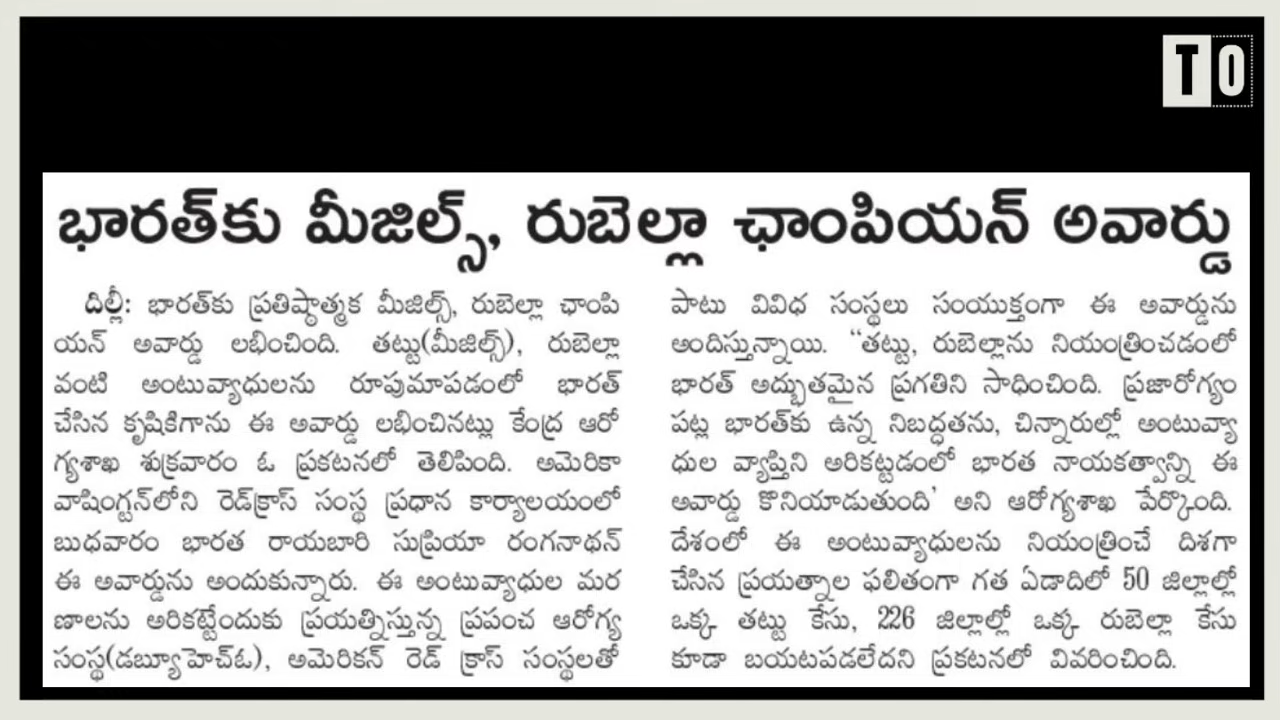 TO
భారత్‌కు మీజిల్స్, రుబెల్లా ఛాంపియన్ అవార్డు
దిల్లీ: భారత్‌కు ప్రతిష్ఠాత్మక మీజిల్స్, రుబెల్లా ఛాంపి
యన్ అవార్డు లభించింది. తట్టు(మీజిల్స్), రుబెల్లా
వంటి అంటువ్యాధులను రూపుమాపడంలో భారత్
చేసిన కృషికిగాను ఈ అవార్డు లభించినట్లు కేంద్ర ఆరో
గ్యశాఖ శుక్రవారం ఓ ప్రకటనలో తెలిపింది. అమెరికా
వాషింగ్టన్‌లోని రెడ్‌క్రాస్ సంస్థ ప్రధాన కార్యాలయంలో
బుధవారం భారత రాయబారి సుప్రియా రంగనాథన్
ఈ అవార్డును అందుకున్నారు. ఈ అంటువ్యాధుల మర
ణాలను అరికట్టేందుకు ప్రయత్నిస్తున్న ప్రపంచ ఆరోగ్య
సంస్థ(డబ్యూహెచ్ఓ), అమెరికన్ రెడ్ క్రాస్ సంస్థలతో
పాటు వివిధ సంస్థలు సంయుక్తంగా ఈ అవార్డును
అందిస్తున్నాయి. “తట్టు, రుబెల్లాను నియంత్రించడంలో
భారత్ అద్భుతమైన ప్రగతిని సాధించింది. ప్రజారోగ్యం
పట్ల భారత్‌కు ఉన్న నిబద్ధతను, చిన్నారుల్లో అంటువ్యా
ధుల వ్యాప్తిని అరికట్టడంలో భారత నాయకత్వాన్ని ఈ
అవార్డు కొనియాడుతుంది’ అని ఆరోగ్యశాఖ పేర్కొంది.
దేశంలో ఈ అంటువ్యాధులను నియంత్రించే దిశగా
చేసిన ప్రయత్నాల ఫలితంగా గత ఏడాదిలో 50 జిల్లాల్లో
ఒక్క తట్టు కేసు, 226 జిల్లాల్లో ఒక్క రుబెల్లా కేసు
కూడా బయటపడలేదని ప్రకటనలో వివరించింది.